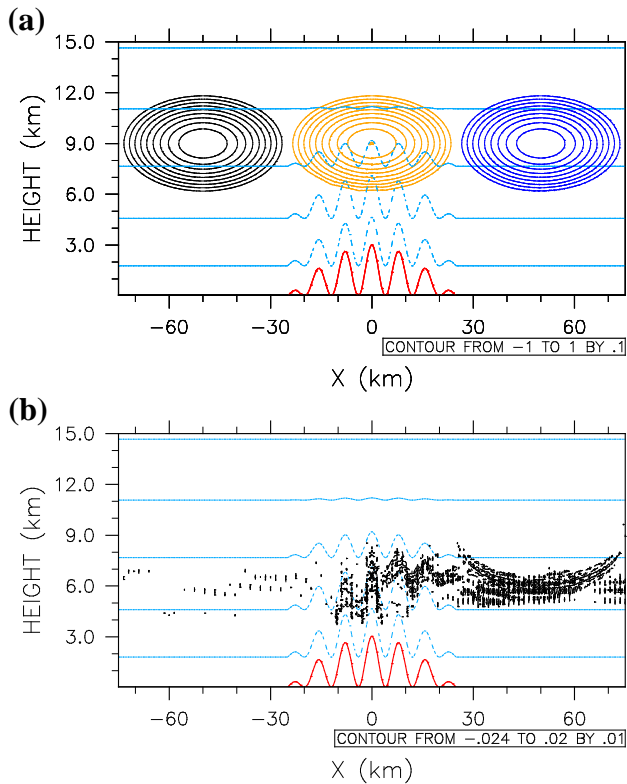 (a)
15.0
12.0
9.0
6.0
3.0
HEIGHT (km)
−60
−30
0
30
60
CONTOUR FROM −1 TO 1 BY .1
X (km)
(b)
15.0
12.0
9.0
6.0
3.0
HEIGHT (km)
−60
−30
0
30
60
CONTOUR FROM −.024 TO .02 BY .01
X (km)